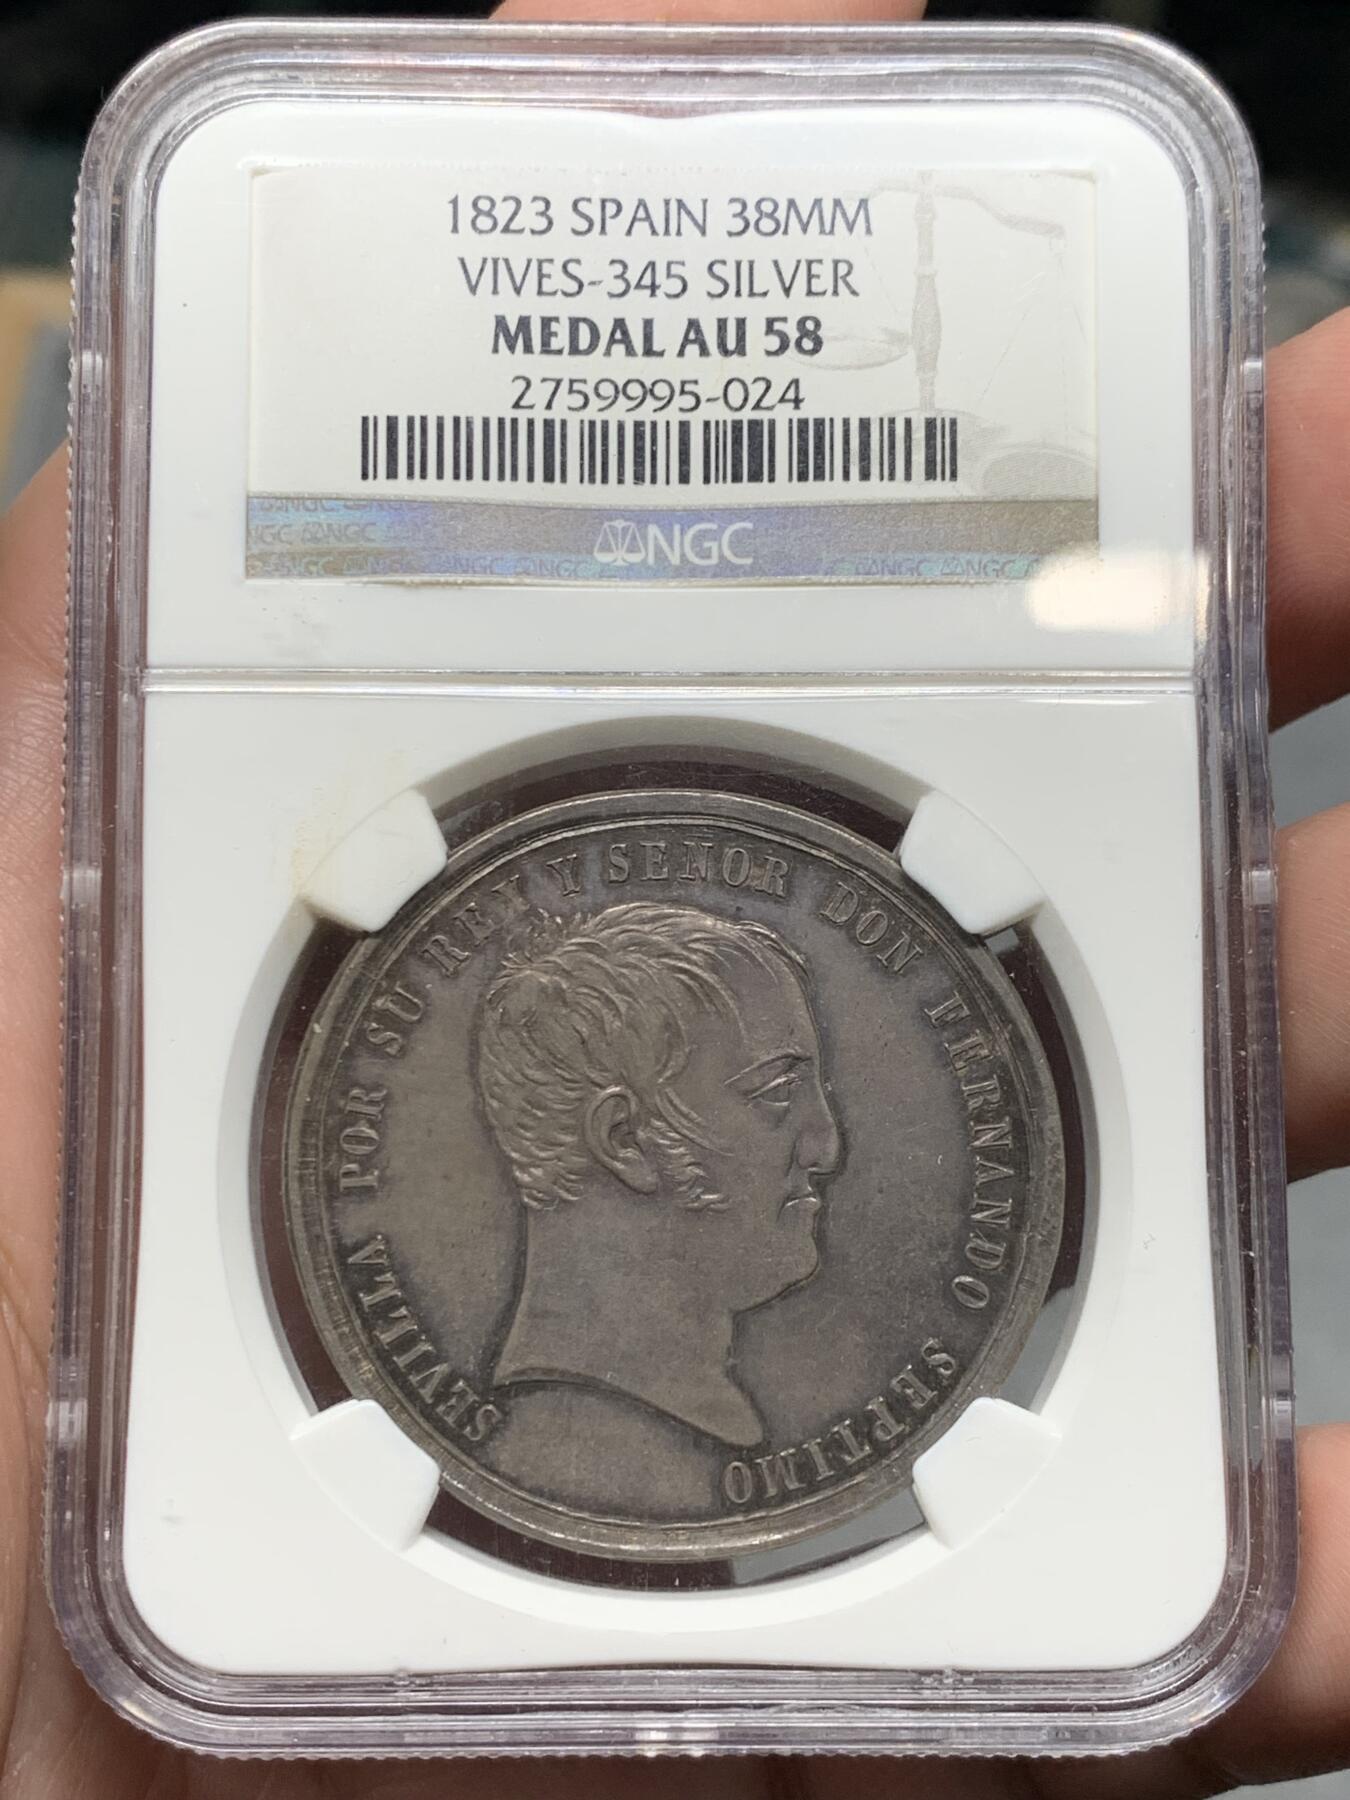 1823 SPAIN 38MM
VIVES-345 SILVER
MEDAL AU 58
2759995-024
NGC
SEVILLA POR SU REY Y SENOR DON FERNANDO SEPTIMO